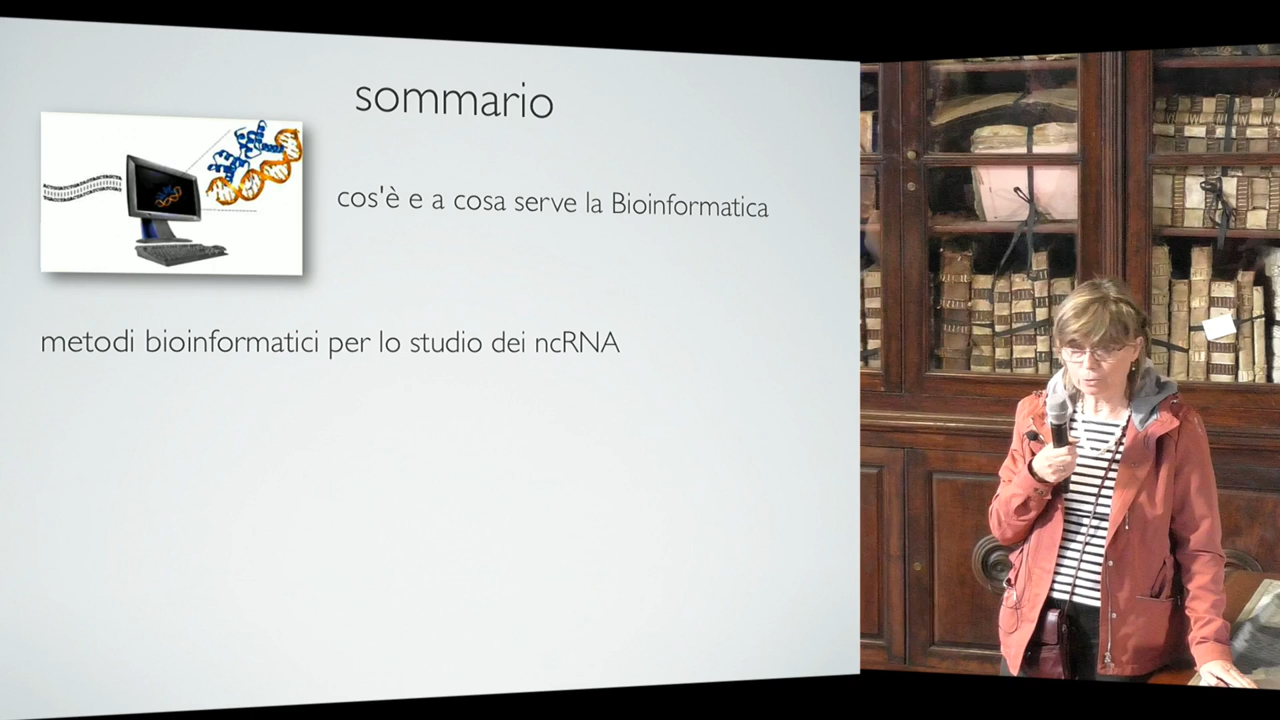 sommario
cos'è e a cosa serve la Bioinformatica
metodi bioinformatici per lo studio dei ncRNA